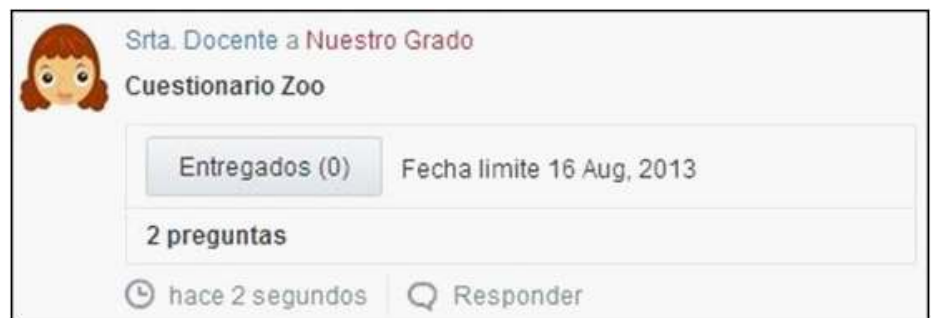 Srta. Docente a Nuestro Grado
Cuestionario Zoo
Entregados (0) Fecha limite 16 Aug, 2013
2 preguntas
hace 2 segundos Responder